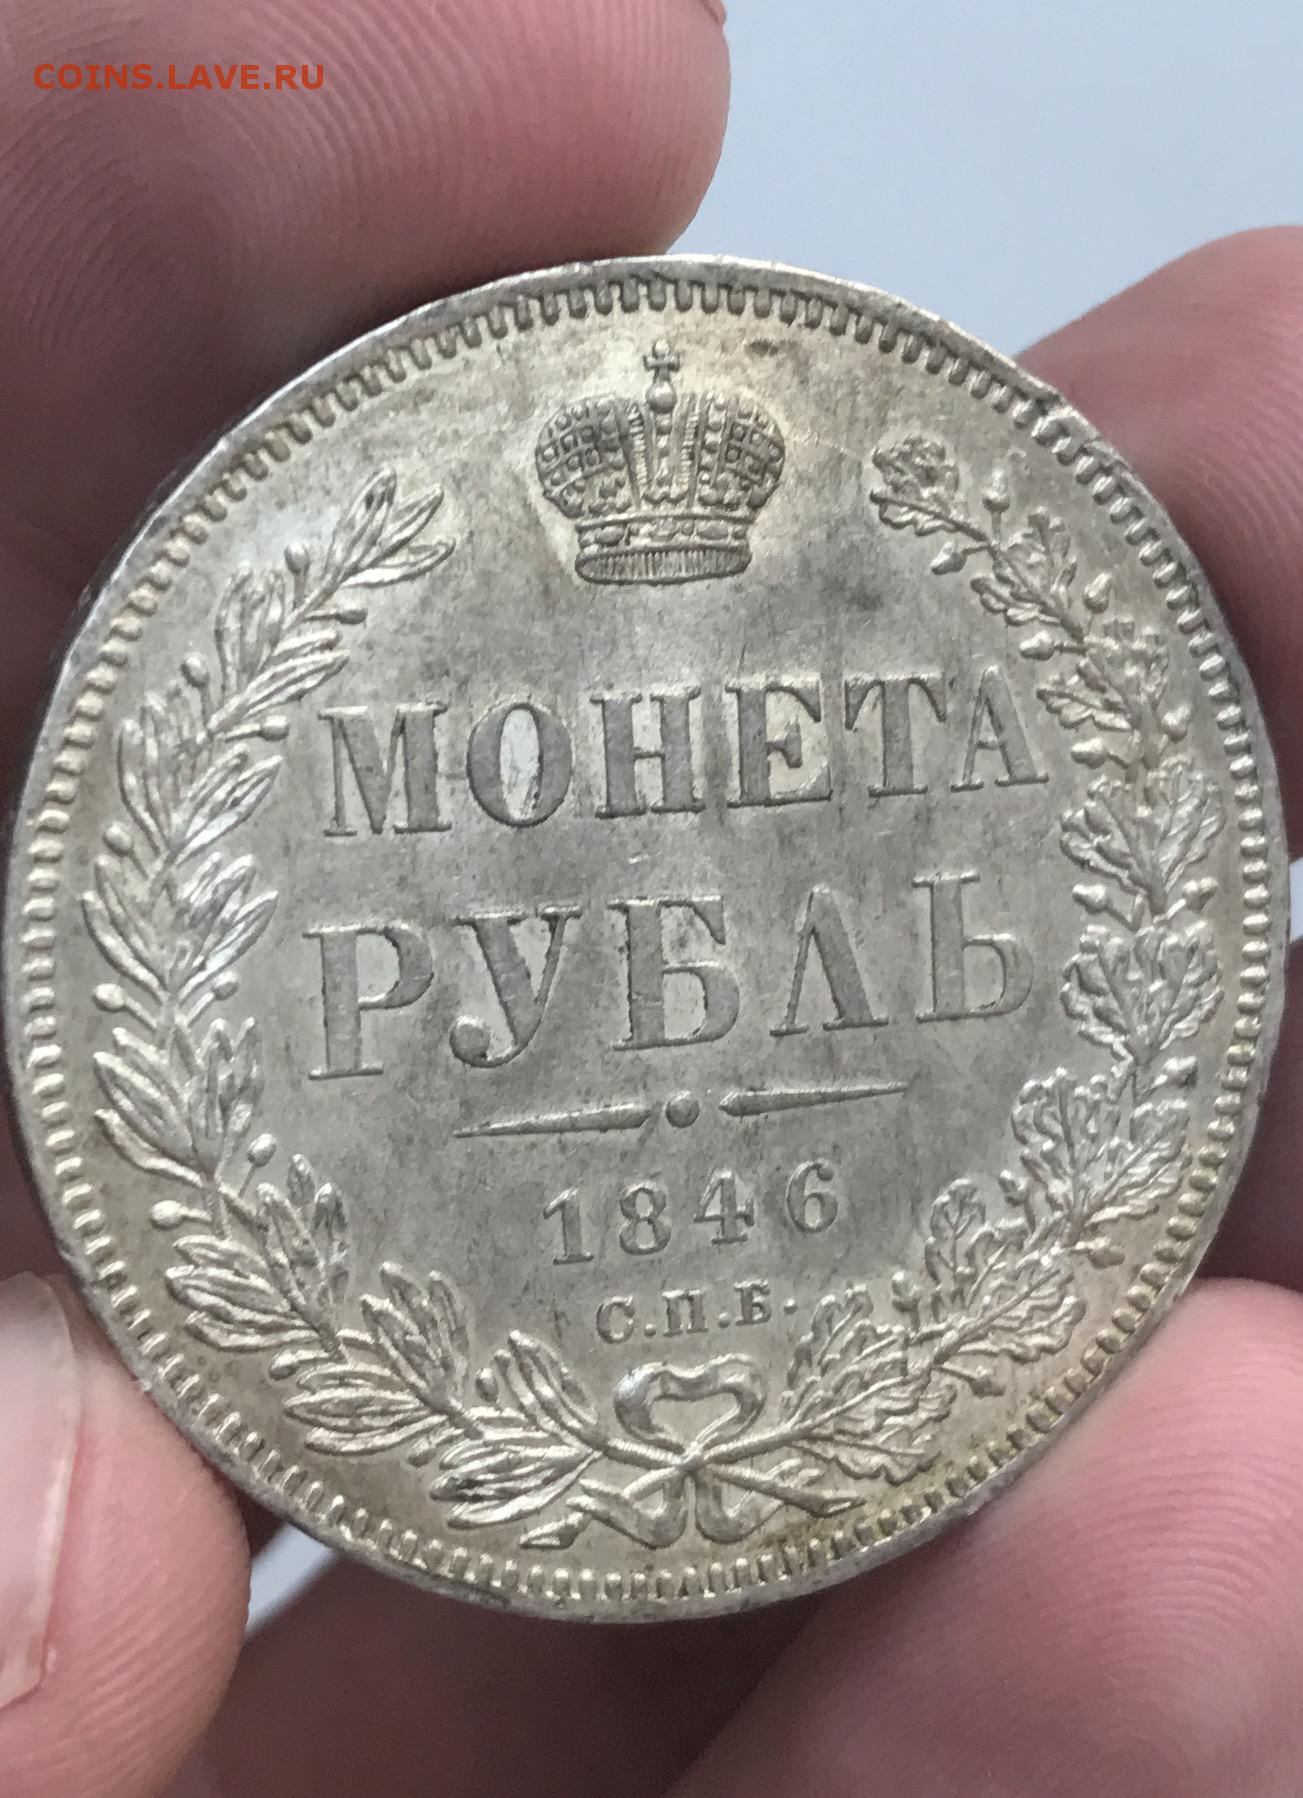 COINS.LAVE.RU
МОНЕТА
РУБЛЬ
1846
С.П.Б.